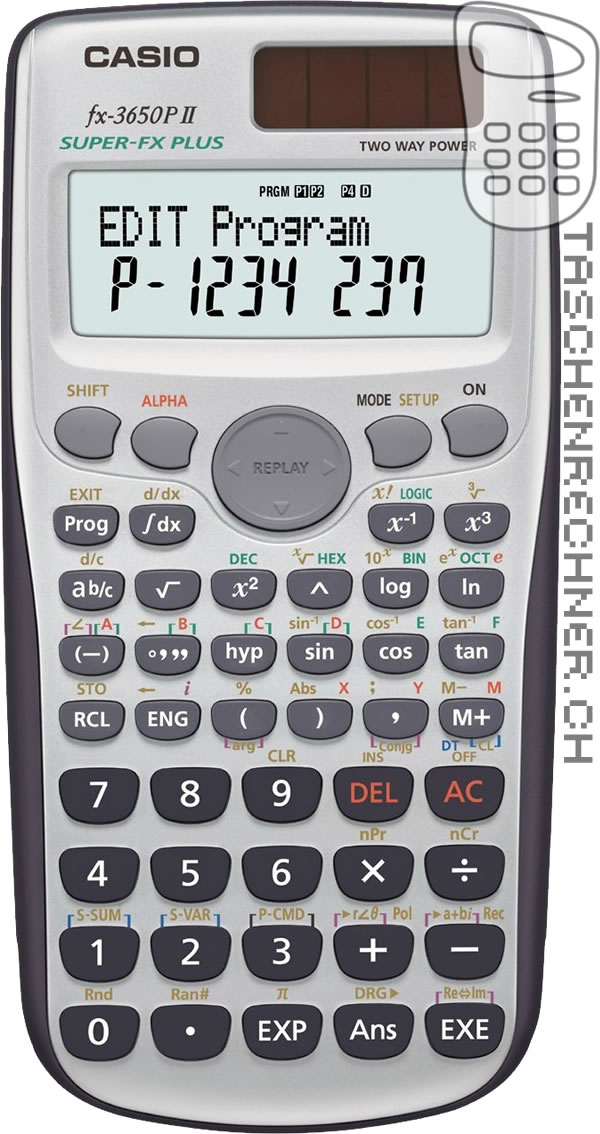 CASIO
fx-3650P II
SUPER-FX PLUS
TWO WAY POWER
PRGM P1 P2 P4 D
EDIT Program
P-1234 237
SHIFT ALPHA MODE SETUP ON
REPLAY
EXIT d/dx x! LOGIC ³√
Prog ∫dx x⁻¹ x³
d/c DEC ˣ√ HEX 10ˣ BIN eˣ OCT e
ab/c √ x² ^ log ln
∠ A ← B C sin⁻¹ D cos⁻¹ E tan⁻¹ F
(−) °,,, hyp sin cos tan
STO ← i % Abs X ; Y M− M
RCL ENG ( ) , M+
arg Conjg DT CL
CLR INS OFF
7 8 9 DEL AC
nPr nCr
4 5 6 × ÷
S-SUM S-VAR P-CMD ►r∠θ Pol ►a+bi Rec
1 2 3 + −
Rnd Ran# π DRG► Re⇔Im
0 . EXP Ans EXE
TASCHENRECHNER.CH